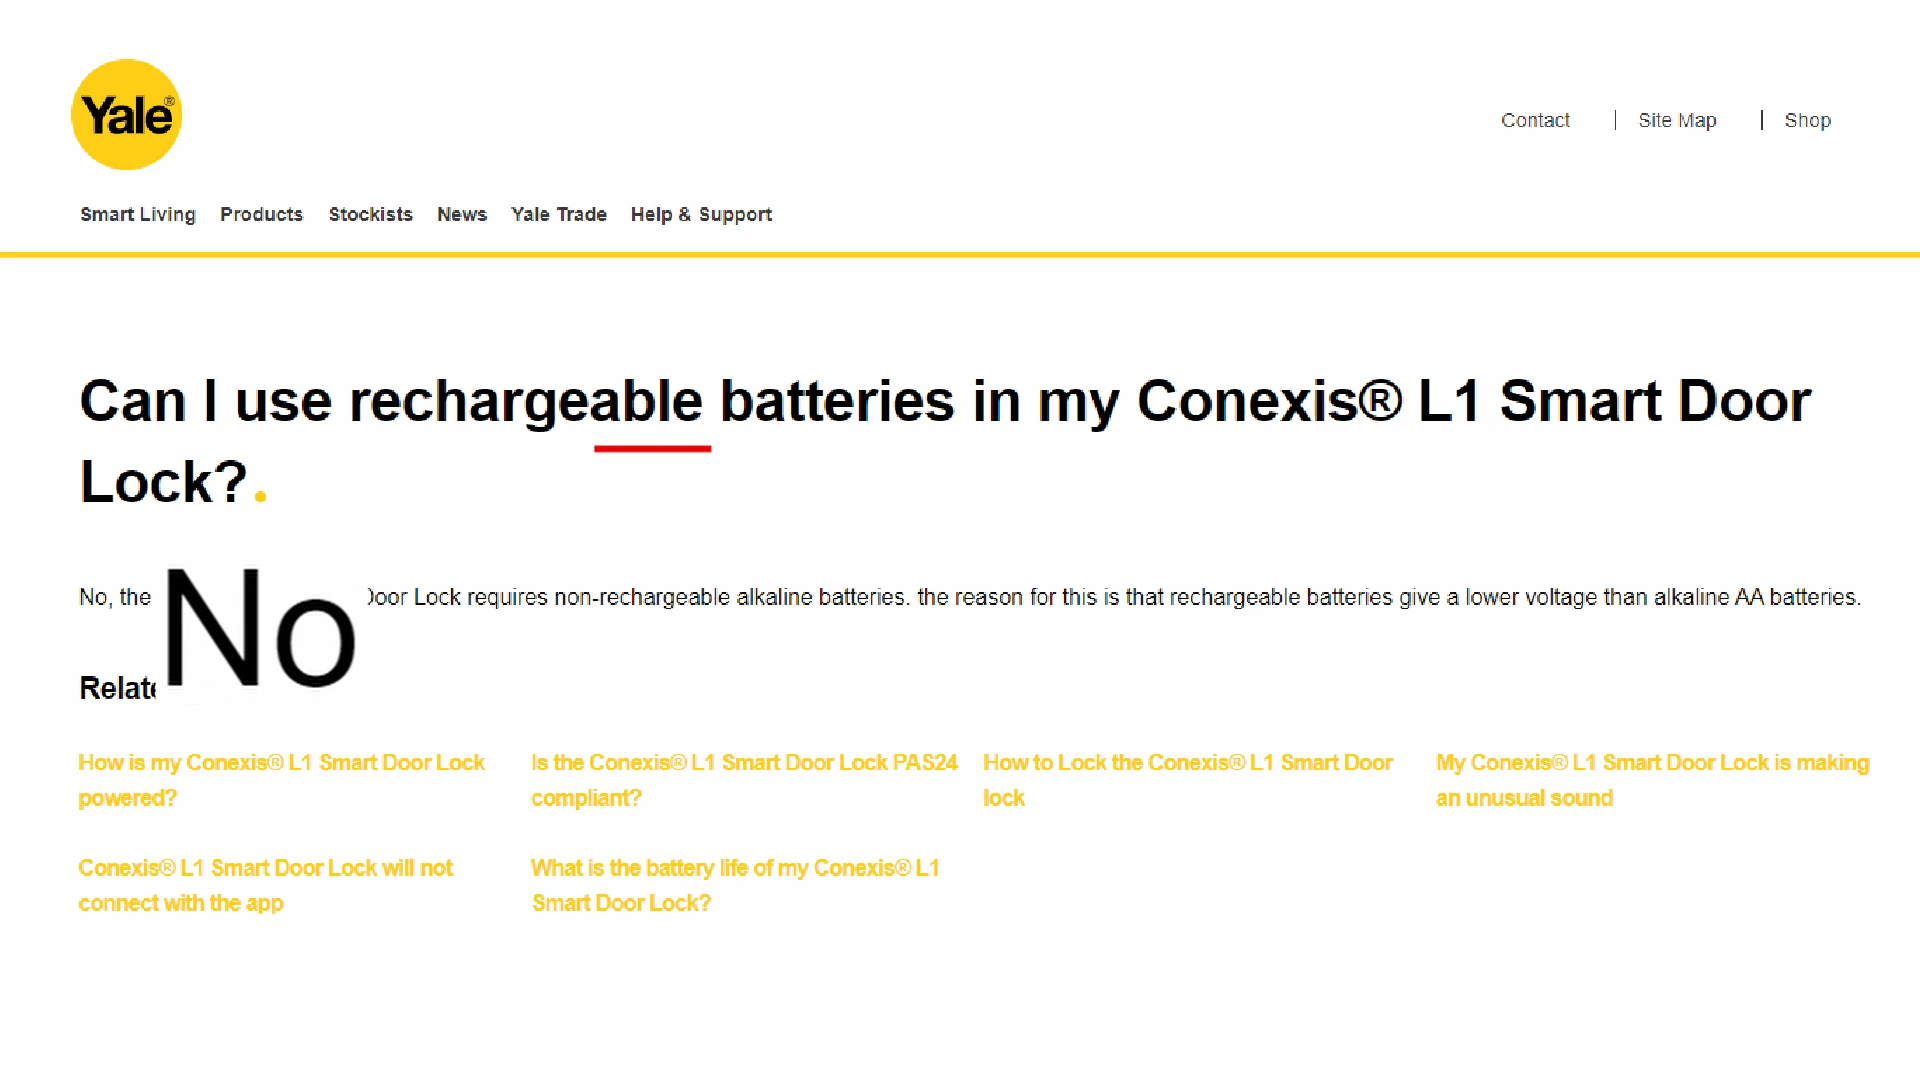 Yale®
Contact | Site Map | Shop
Smart Living Products Stockists News Yale Trade Help & Support
Can I use rechargeable batteries in my Conexis® L1 Smart Door
Lock?.
No, the
No
Door Lock requires non-rechargeable alkaline batteries. the reason for this is that rechargeable batteries give a lower voltage than alkaline AA batteries.
Relate
How is my Conexis® L1 Smart Door Lock
powered?
Is the Conexis® L1 Smart Door Lock PAS24
compliant?
How to Lock the Conexis® L1 Smart Door
lock
My Conexis® L1 Smart Door Lock is making
an unusual sound
Conexis® L1 Smart Door Lock will not
connect with the app
What is the battery life of my Conexis® L1
Smart Door Lock?